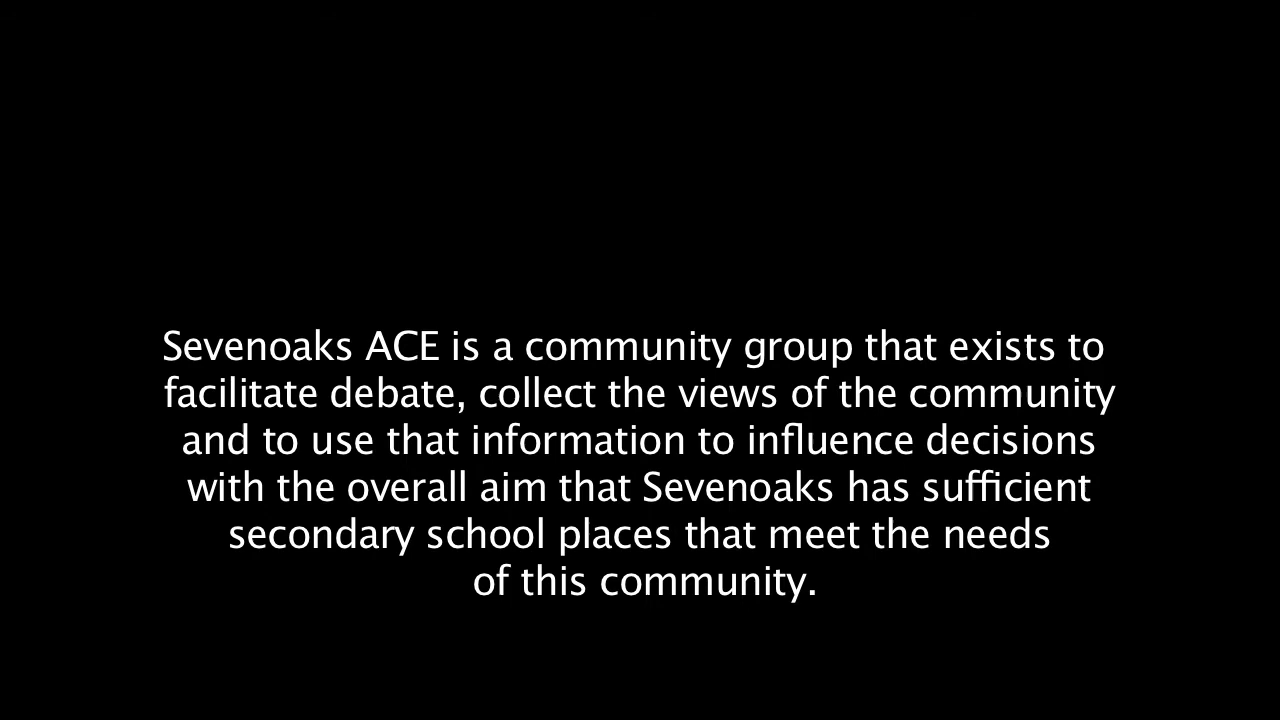 Sevenoaks ACE is a community group that exists to
facilitate debate, collect the views of the community
and to use that information to influence decisions
with the overall aim that Sevenoaks has sufficient
secondary school places that meet the needs
of this community.